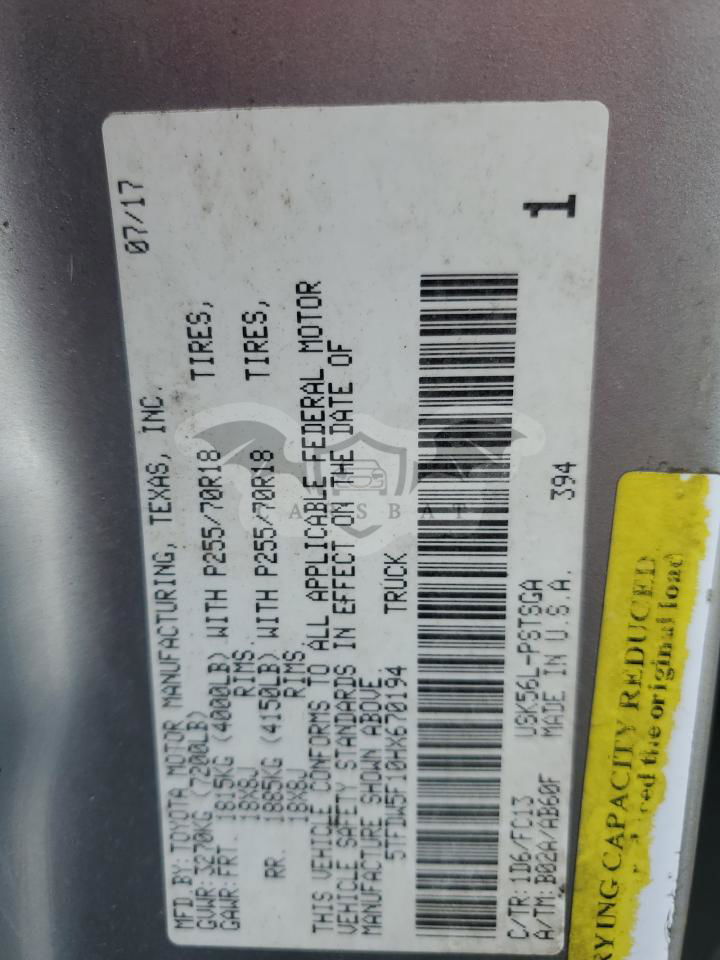 07/17
MFD BY: TOYOTA MOTOR MANUFACTURING, TEXAS, INC.
GVWR: 3270KG (7200LB)
GAWR: FRT. 1815KG (4000LB) WITH P255/70R18 TIRES,
18X8J RIMS,
RR. 1885KG (4150LB) WITH P255/70R18 TIRES,
18X8J RIMS
THIS VEHICLE CONFORMS TO ALL APPLICABLE FEDERAL MOTOR
VEHICLE SAFETY STANDARDS IN EFFECT ON THE DATE OF
MANUFACTURE SHOWN ABOVE
5TFDW5F10HX670194 TRUCK
C/TR: 1D6/FC13 USK56L-PSTSGA 394
A/TM: B02A/AB60F MADE IN U.S.A.
1
CAPACITY REDUCED
the original load